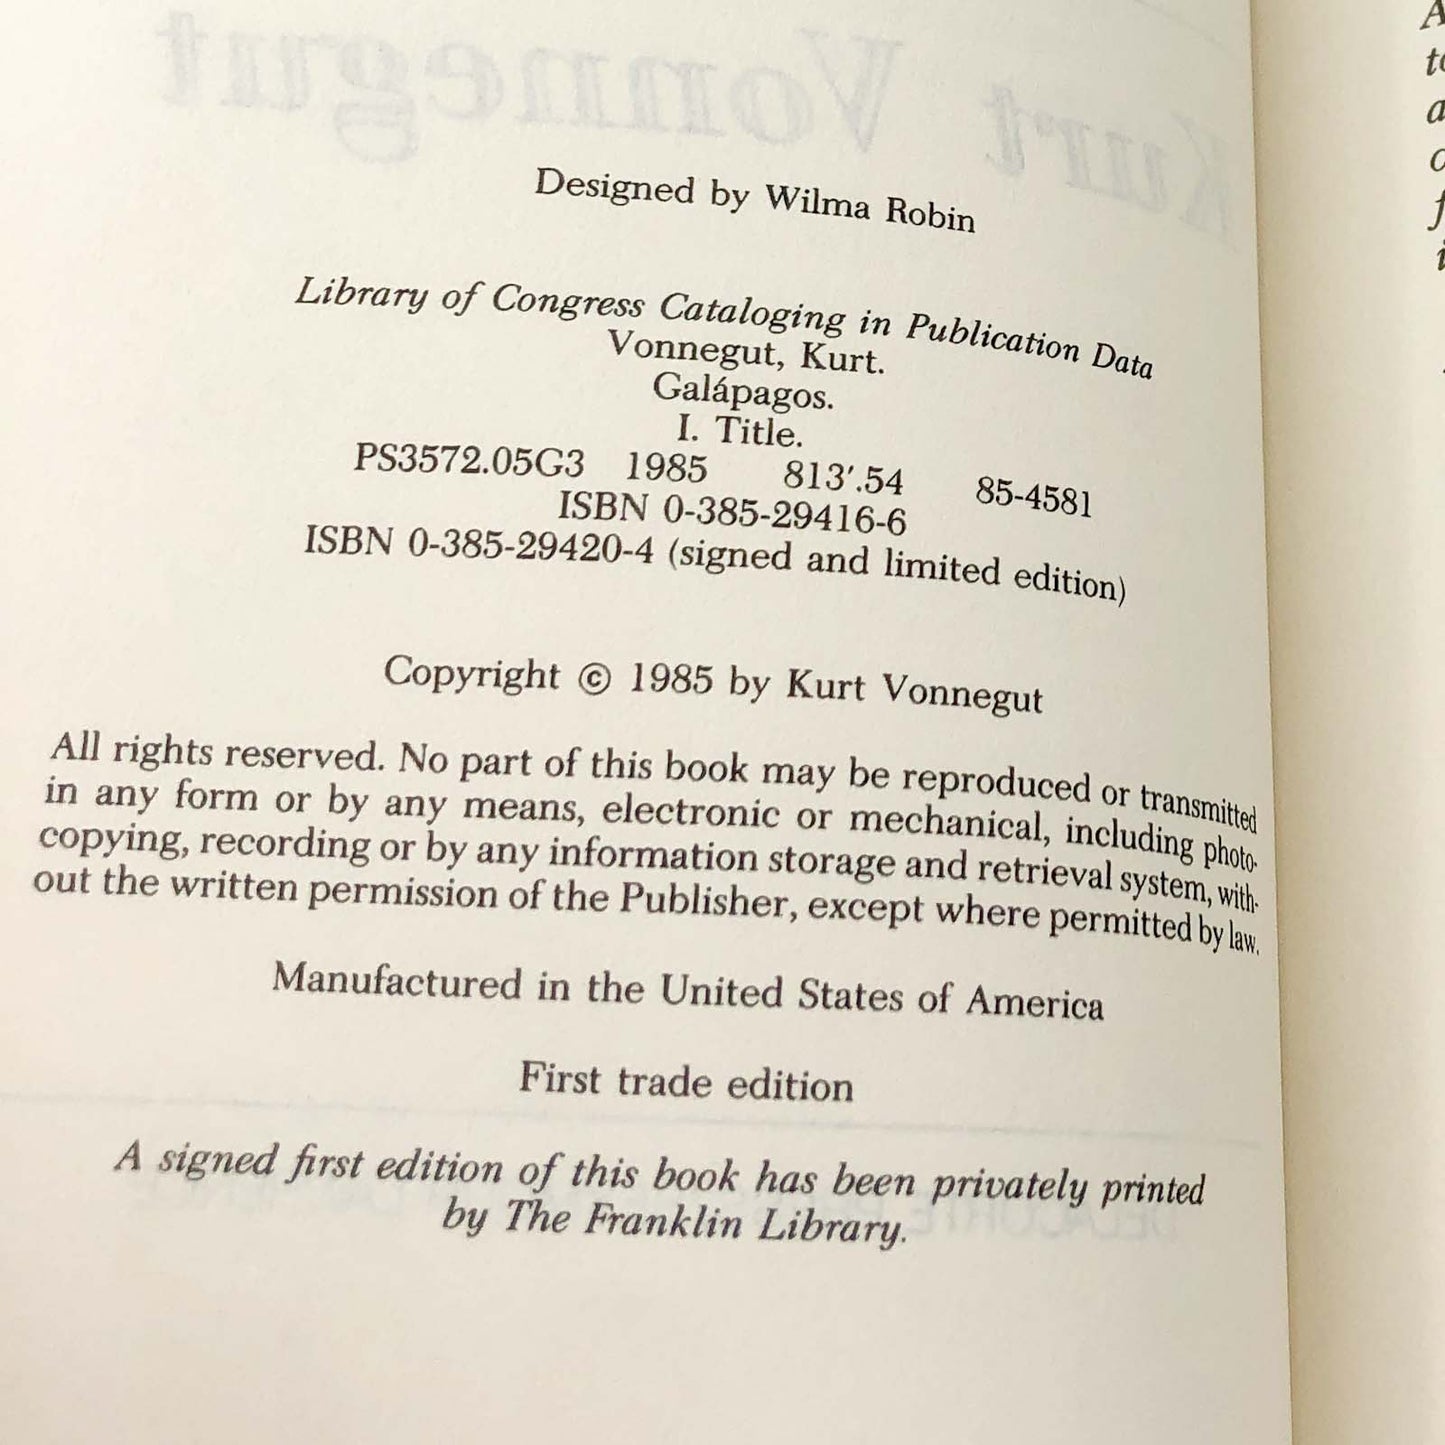 Kurt Vonnegut
Designed by Wilma Robin
Library of Congress Cataloging in Publication Data
Vonnegut, Kurt.
Galápagos.
I. Title.
PS3572.05G3 1985 813'.54 85-4581
ISBN 0-385-29416-6
ISBN 0-385-29420-4 (signed and limited edition)
Copyright © 1985 by Kurt Vonnegut
All rights reserved. No part of this book may be reproduced or transmitted
in any form or by any means, electronic or mechanical, including photo-
copying, recording or by any information storage and retrieval system, with-
out the written permission of the Publisher, except where permitted by law.
Manufactured in the United States of America
First trade edition
A signed first edition of this book has been privately printed
by The Franklin Library.